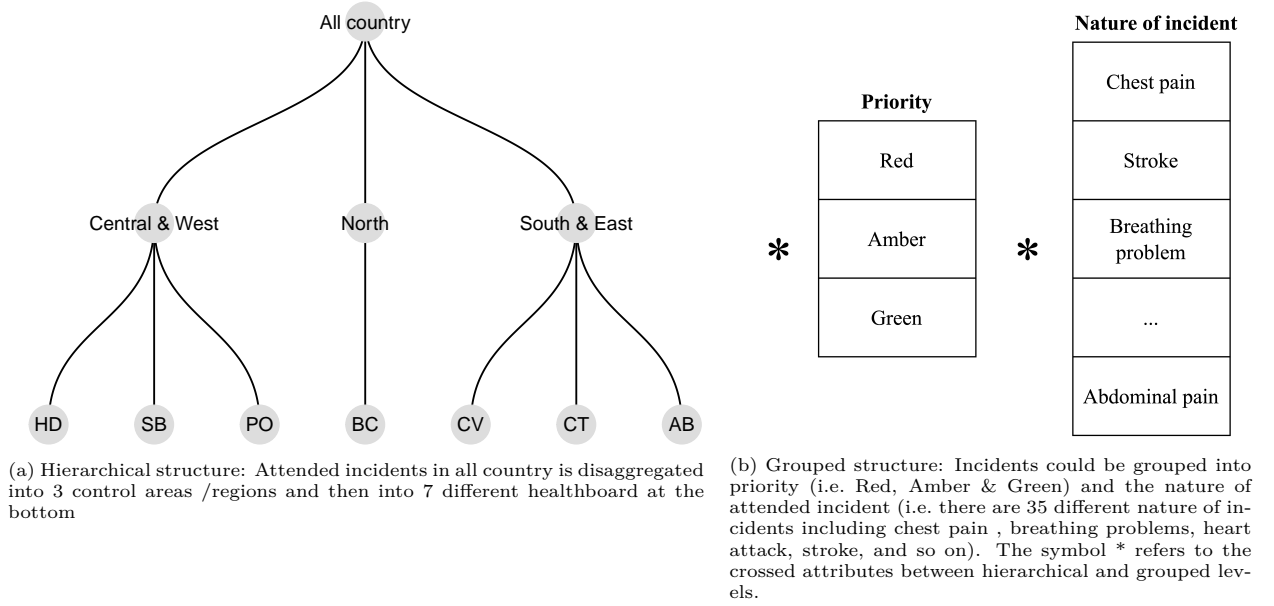 All country
Central & West
North
South & East
HD
SB
PO
BC
CV
CT
AB
(a) Hierarchical structure: Attended incidents in all country is disaggregated
into 3 control areas /regions and then into 7 different healthboard at the
bottom
*
Priority
Red
Amber
Green
*
Nature of incident
Chest pain
Stroke
Breathing
problem
...
Abdominal pain
(b) Grouped structure: Incidents could be grouped into
priority (i.e. Red, Amber & Green) and the nature of
attended incident (i.e. there are 35 different nature of in-
cidents including chest pain , breathing problems, heart
attack, stroke, and so on). The symbol * refers to the
crossed attributes between hierarchical and grouped lev-
els.